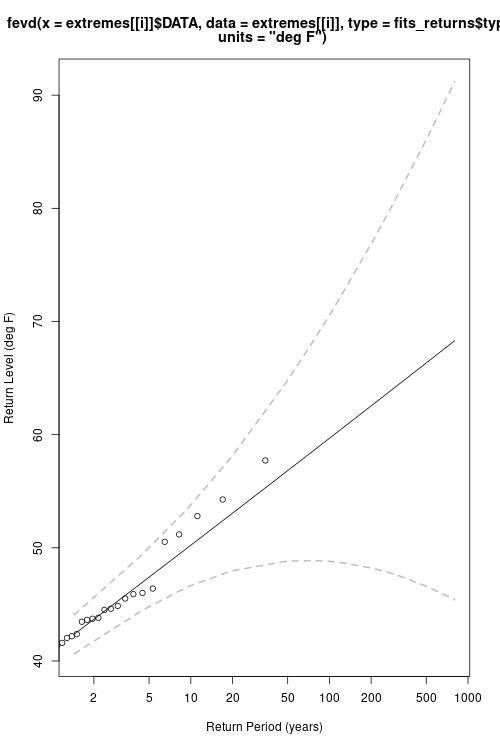 fevd(x = extremes[[i]]$DATA, data = extremes[[i]], type = fits_returns$typ
units = "deg F")
90
80
70
60
50
40
Return Level (deg F)
2 5 10 20 50 100 200 500 1000
Return Period (years)